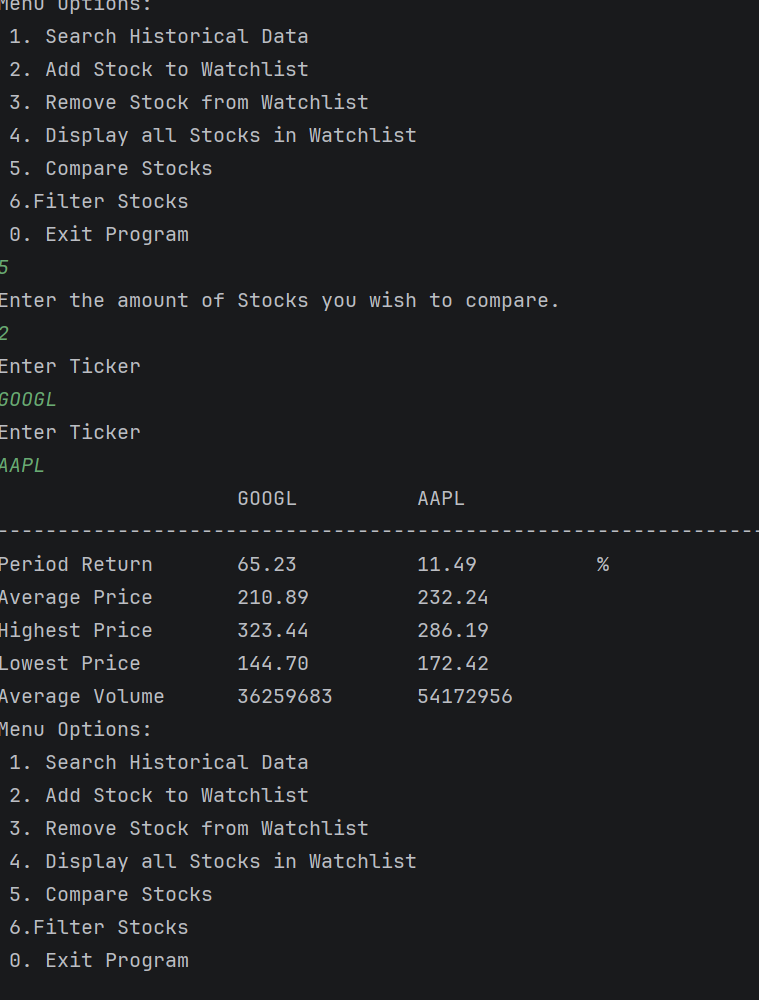 Menu Options:
1. Search Historical Data
2. Add Stock to Watchlist
3. Remove Stock from Watchlist
4. Display all Stocks in Watchlist
5. Compare Stocks
6.Filter Stocks
0. Exit Program
5
Enter the amount of Stocks you wish to compare.
2
Enter Ticker
GOOGL
Enter Ticker
AAPL
GOOGL AAPL
----------------------------------------------------------------
Period Return 65.23 11.49 %
Average Price 210.89 232.24
Highest Price 323.44 286.19
Lowest Price 144.70 172.42
Average Volume 36259683 54172956
Menu Options:
1. Search Historical Data
2. Add Stock to Watchlist
3. Remove Stock from Watchlist
4. Display all Stocks in Watchlist
5. Compare Stocks
6.Filter Stocks
0. Exit Program